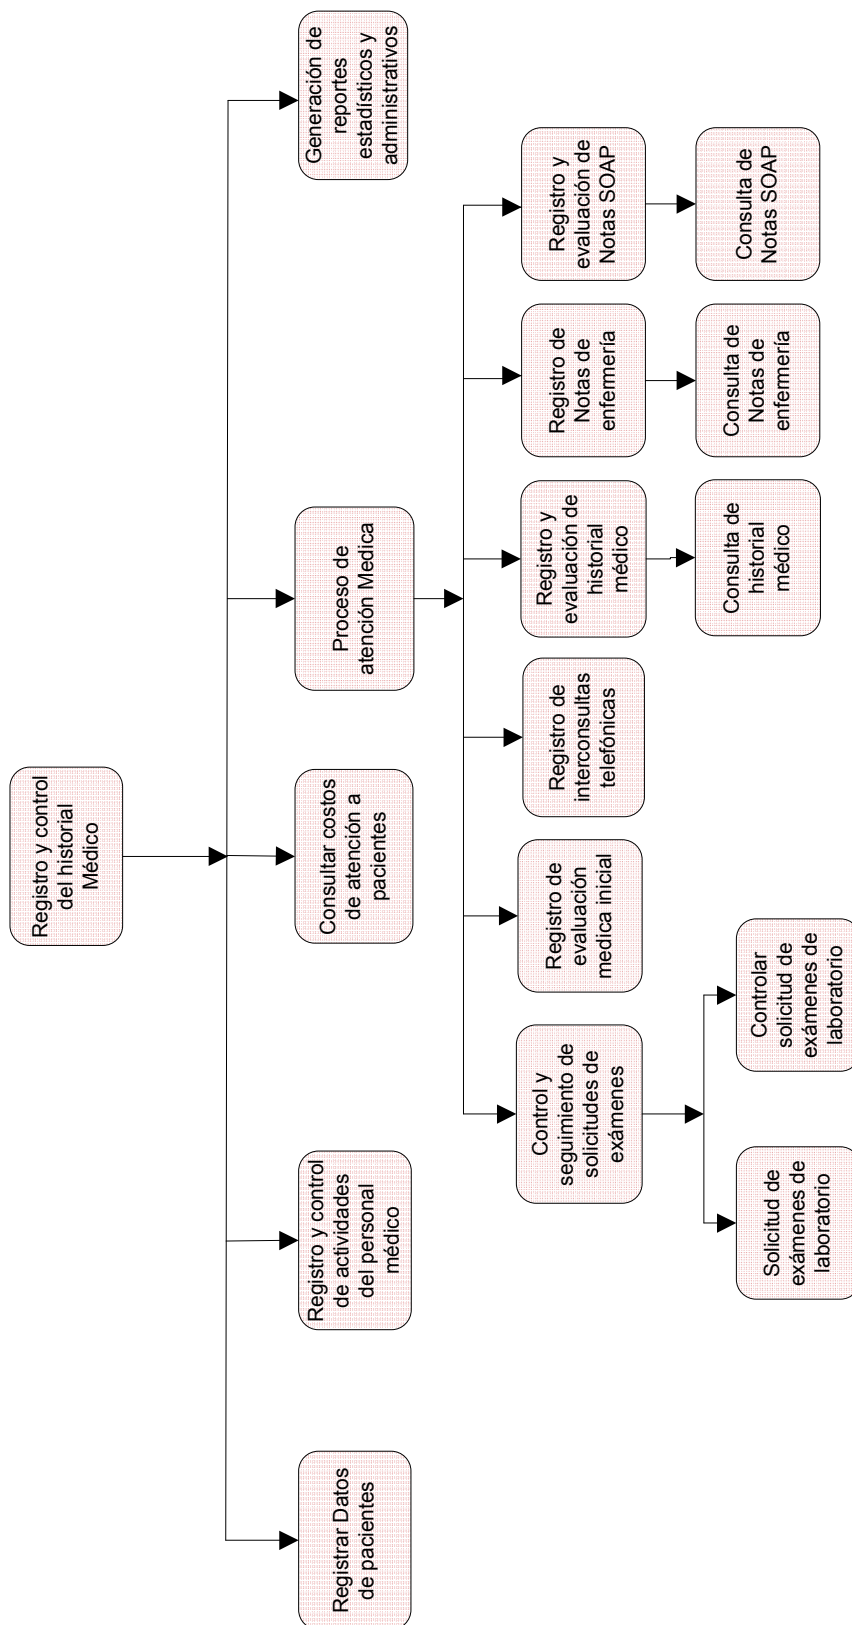 Registro y control
del historial
Médico
Registrar Datos
de pacientes
Registro y control
de actividades
del personal
médico
Consultar costos
de atención a
pacientes
Proceso de
atención Medica
Generación de
reportes
estadísticos y
administrativos
Control y
seguimiento de
solicitudes de
exámenes
Registro de
evaluación
medica inicial
Registro de
interconsultas
telefónicas
Registro y
evaluación de
historial
médico
Registro de
Notas de
enfermería
Registro y
evaluación de
Notas SOAP
Solicitud de
exámenes de
laboratorio
Controlar
solicitud de
exámenes de
laboratorio
Consulta de
historial
médico
Consulta de
Notas de
enfermería
Consulta de
Notas SOAP